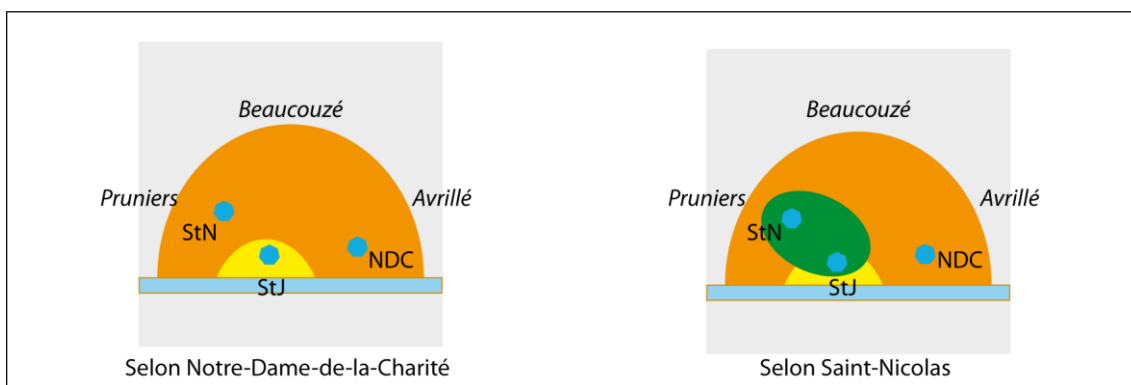 Beaucouzé
Pruniers
Avrillé
StN
NDC
StJ
Selon Notre-Dame-de-la-Charité
Beaucouzé
Pruniers
Avrillé
StN
NDC
StJ
Selon Saint-Nicolas